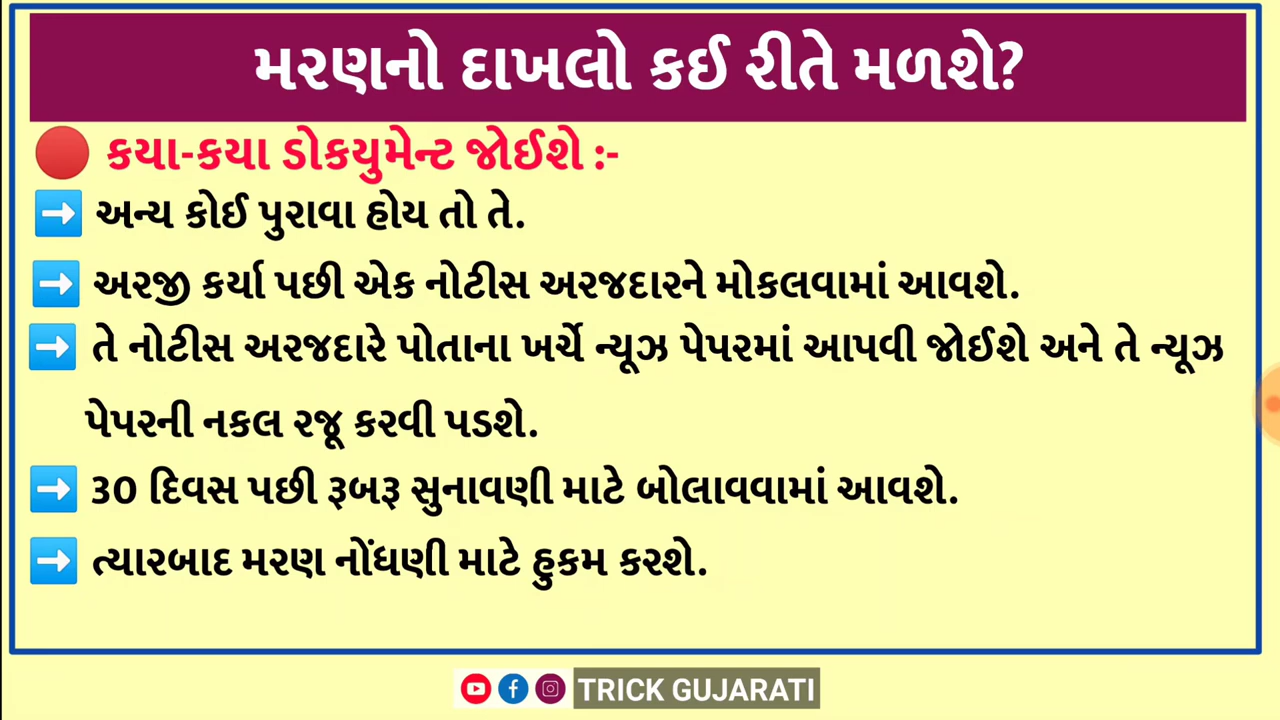 મરણનો દાખલો કઈ રીતે મળશે?
કયા-કયા ડોકયુમેન્ટ જોઈશે :-
અન્ય કોઈ પુરાવા હોય તો તે.
અરજી કર્યા પછી એક નોટીસ અરજદારને મોકલવામાં આવશે.
તે નોટીસ અરજદારે પોતાના ખર્ચે ન્યૂઝ પેપરમાં આપવી જોઈશે અને તે ન્યૂઝ
પેપરની નકલ રજૂ કરવી પડશે.
30 દિવસ પછી રૂબરૂ સુનાવણી માટે બોલાવવામાં આવશે.
ત્યારબાદ મરણ નોંધણી માટે હુકમ કરશે.
TRICK GUJARATI